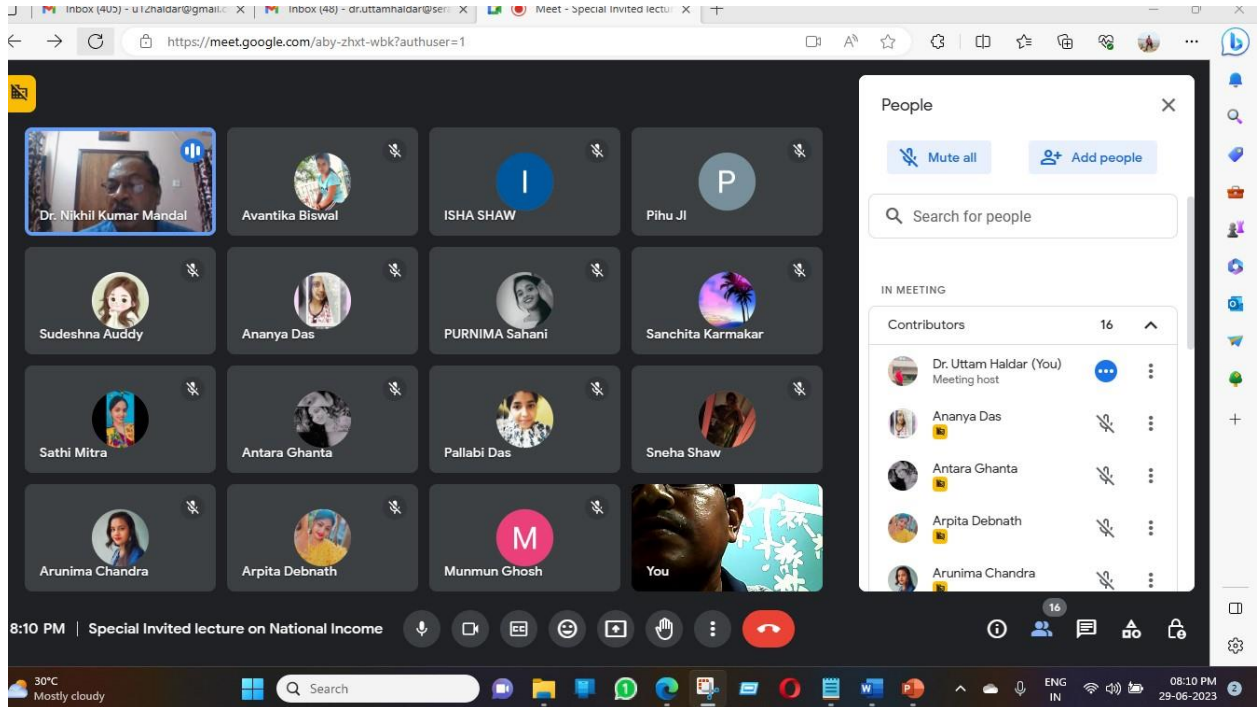 Inbox (405) - u12haldar@gmail.c
Inbox (48) - dr.uttamhaldar@sera
Meet - Special Invited lectu
https://meet.google.com/aby-zhxt-wbk?authuser=1
Dr. Nikhil Kumar Mandal
Avantika Biswal
I
ISHA SHAW
P
Pihu JI
Sudeshna Auddy
Ananya Das
PURNIMA Sahani
Sanchita Karmakar
Sathi Mitra
Antara Ghanta
Pallabi Das
Sneha Shaw
Arunima Chandra
Arpita Debnath
M
Munmun Ghosh
You
People
Mute all
Add people
Search for people
IN MEETING
Contributors 16
Dr. Uttam Haldar (You)
Meeting host
Ananya Das
Antara Ghanta
Arpita Debnath
Arunima Chandra
8:10 PM | Special Invited lecture on National Income
CC
16
30°C
Mostly cloudy
Search
ENG
IN
08:10 PM
29-06-2023
2